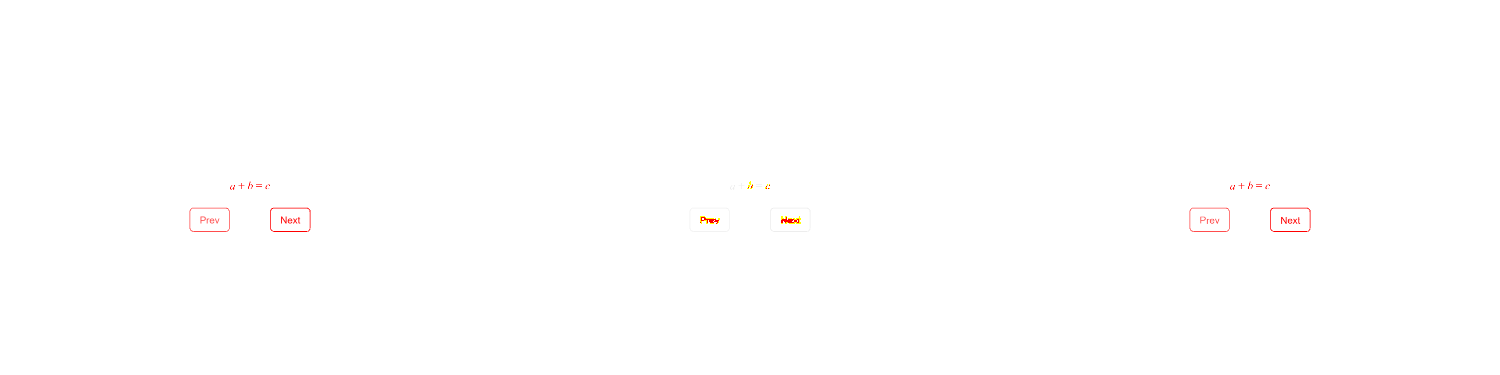 a + b = c a + b = c a + b = c
Prev Next Prev Next Prev Next